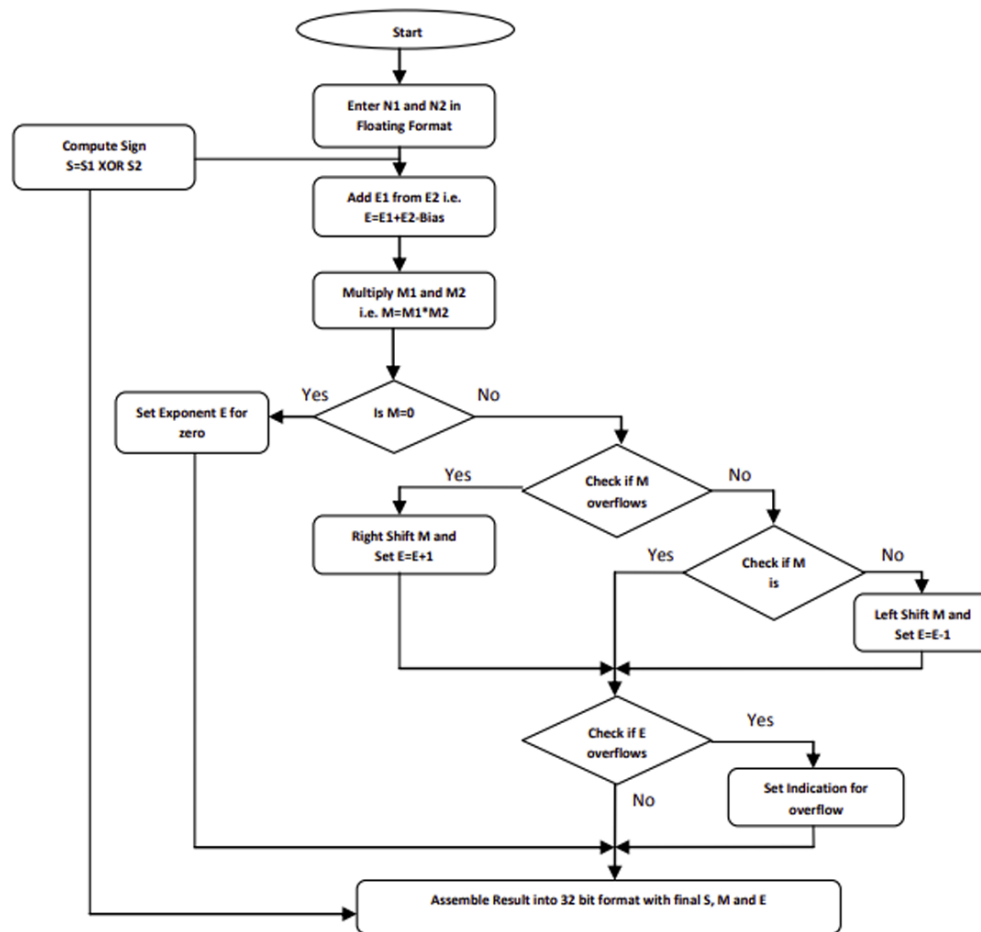 Start
Enter N1 and N2 in
Floating Format
Compute Sign
S=S1 XOR S2
Add E1 from E2 i.e.
E=E1+E2-Bias
Multiply M1 and M2
i.e. M=M1*M2
Yes
Is M=0
No
Set Exponent E for
zero
Yes
Check if M
overflows
No
Right Shift M and
Set E=E+1
Yes
Check if M
is
No
Left Shift M and
Set E=E-1
Check if E
overflows
Yes
No
Set Indication for
overflow
Assemble Result into 32 bit format with final S, M and E